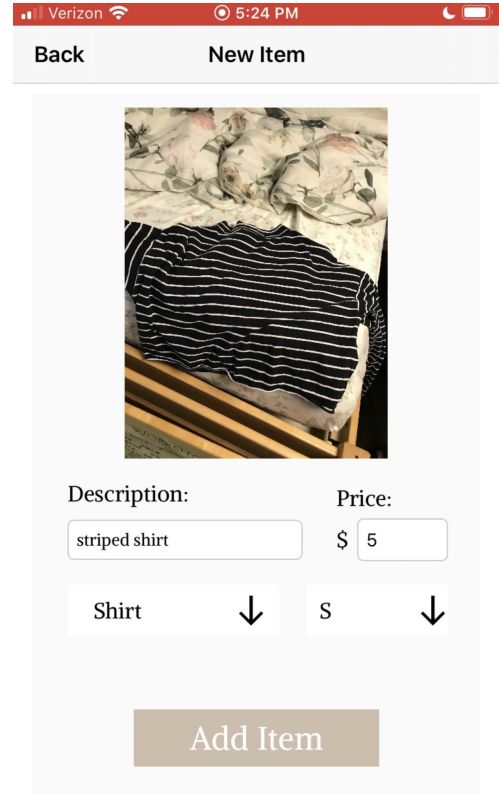 Verizon 5:24 PM
Back New Item
Description: Price:
striped shirt $ 5
Shirt S
Add Item